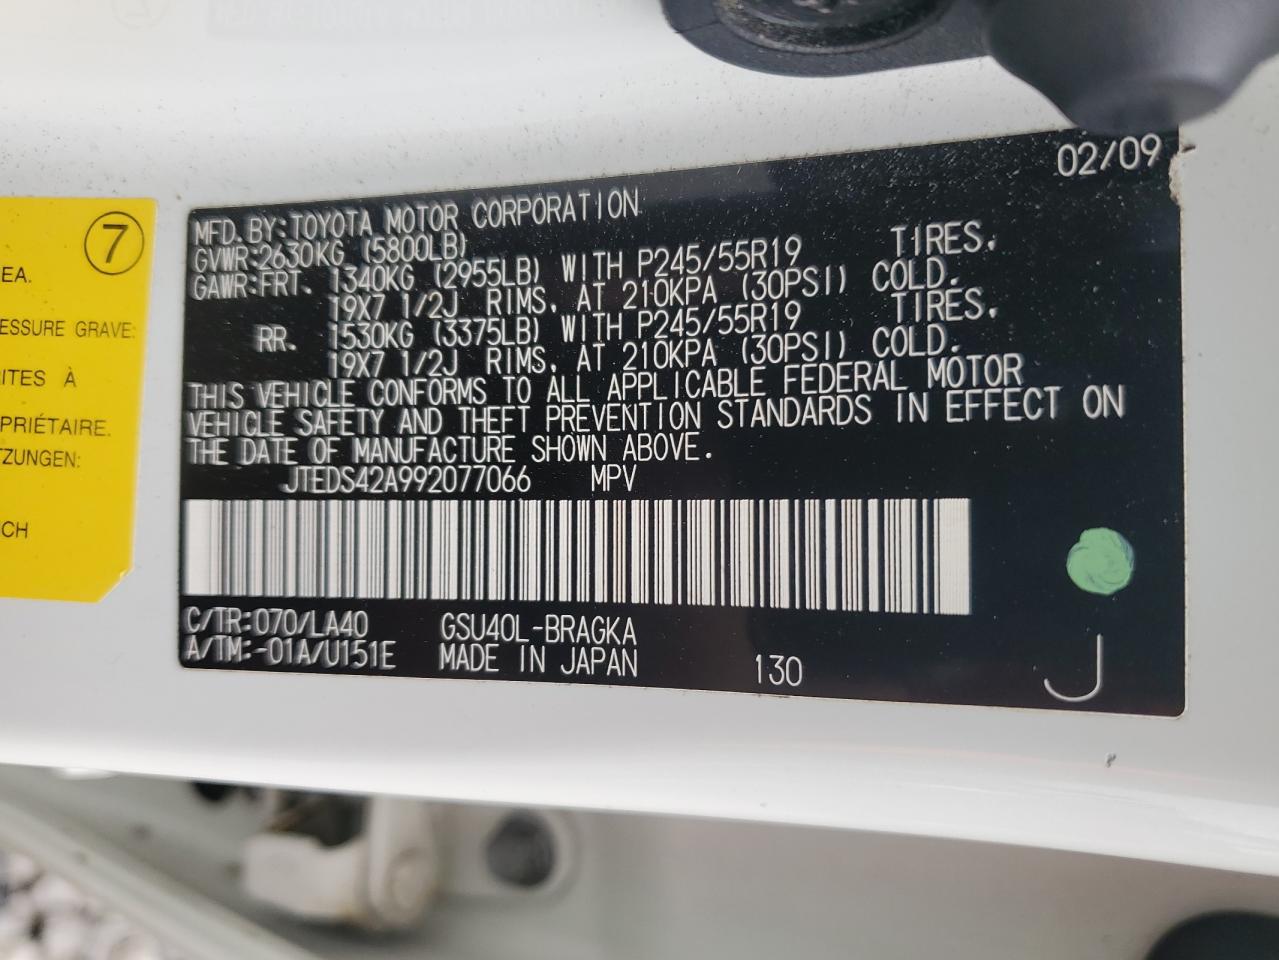 02/09
MFD. BY: TOYOTA MOTOR CORPORATION
GVWR: 2630KG (5800LB)
GAWR: FRT. 1340KG (2955LB) WITH P245/55R19 TIRES,
19X7 1/2J RIMS, AT 210KPA (30PSI) COLD.
RR. 1530KG (3375LB) WITH P245/55R19 TIRES,
19X7 1/2J RIMS, AT 210KPA (30PSI) COLD.
THIS VEHICLE CONFORMS TO ALL APPLICABLE FEDERAL MOTOR
VEHICLE SAFETY AND THEFT PREVENTION STANDARDS IN EFFECT ON
THE DATE OF MANUFACTURE SHOWN ABOVE.
JTEDS42A992077066 MPV
C/TR: 070/LA40 GSU40L-BRAGKA
A/TM: -01A/U151E MADE IN JAPAN 130
J
7
EA.
ESSURE GRAVE:
RITES À
OPRIÉTAIRE.
TZUNGEN:
CH